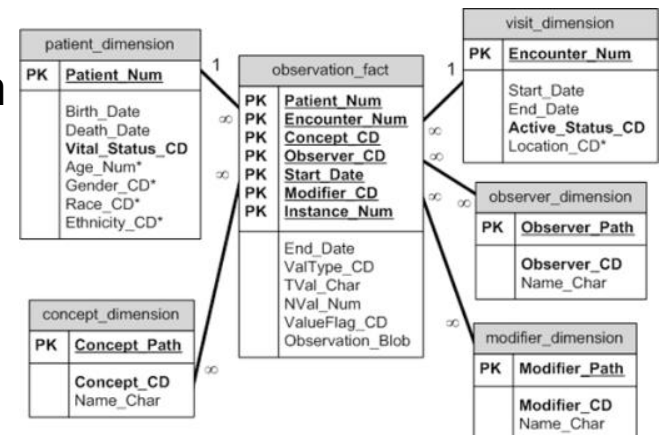 patient_dimension
PK Patient_Num
Birth_Date
Death_Date
Vital_Status_CD
Age_Num*
Gender_CD*
Race_CD*
Ethnicity_CD*
1
∞
∞
observation_fact
PK Patient_Num
PK Encounter_Num
PK Concept_CD
PK Observer_CD
PK Start_Date
PK Modifier_CD
PK Instance_Num
End_Date
ValType_CD
TVal_Char
NVal_Num
ValueFlag_CD
Observation_Blob
1
∞
∞
∞
∞
visit_dimension
PK Encounter_Num
Start_Date
End_Date
Active_Status_CD
Location_CD*
observer_dimension
PK Observer_Path
Observer_CD
Name_Char
concept_dimension
PK Concept_Path
Concept_CD
Name_Char
∞
∞
modifier_dimension
PK Modifier_Path
Modifier_CD
Name_Char